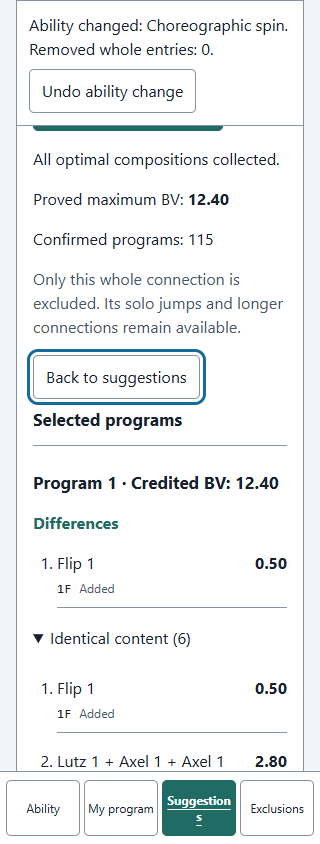 Ability changed: Choreographic spin.
Removed whole entries: 0.
Undo ability change
All optimal compositions collected.
Proved maximum BV: 12.40
Confirmed programs: 115
Only this whole connection is
excluded. Its solo jumps and longer
connections remain available.
Back to suggestions
Selected programs
Program 1 · Credited BV: 12.40
Differences
1. Flip 1 0.50
1F Added
▼ Identical content (6)
1. Flip 1 0.50
1F Added
2. Lutz 1 + Axel 1 + Axel 1 2.80
Ability
My program
Suggestion
s
Exclusions